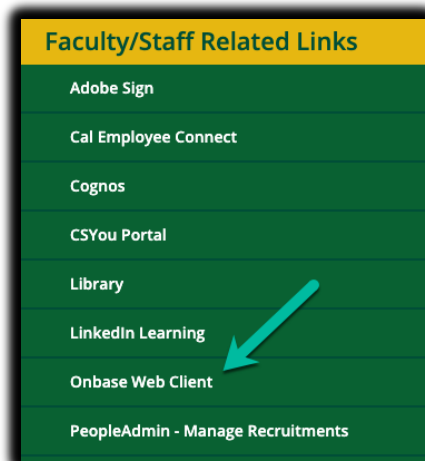 Faculty/Staff Related Links
Adobe Sign
Cal Employee Connect
Cognos
CSYou Portal
Library
LinkedIn Learning
Onbase Web Client
PeopleAdmin - Manage Recruitments